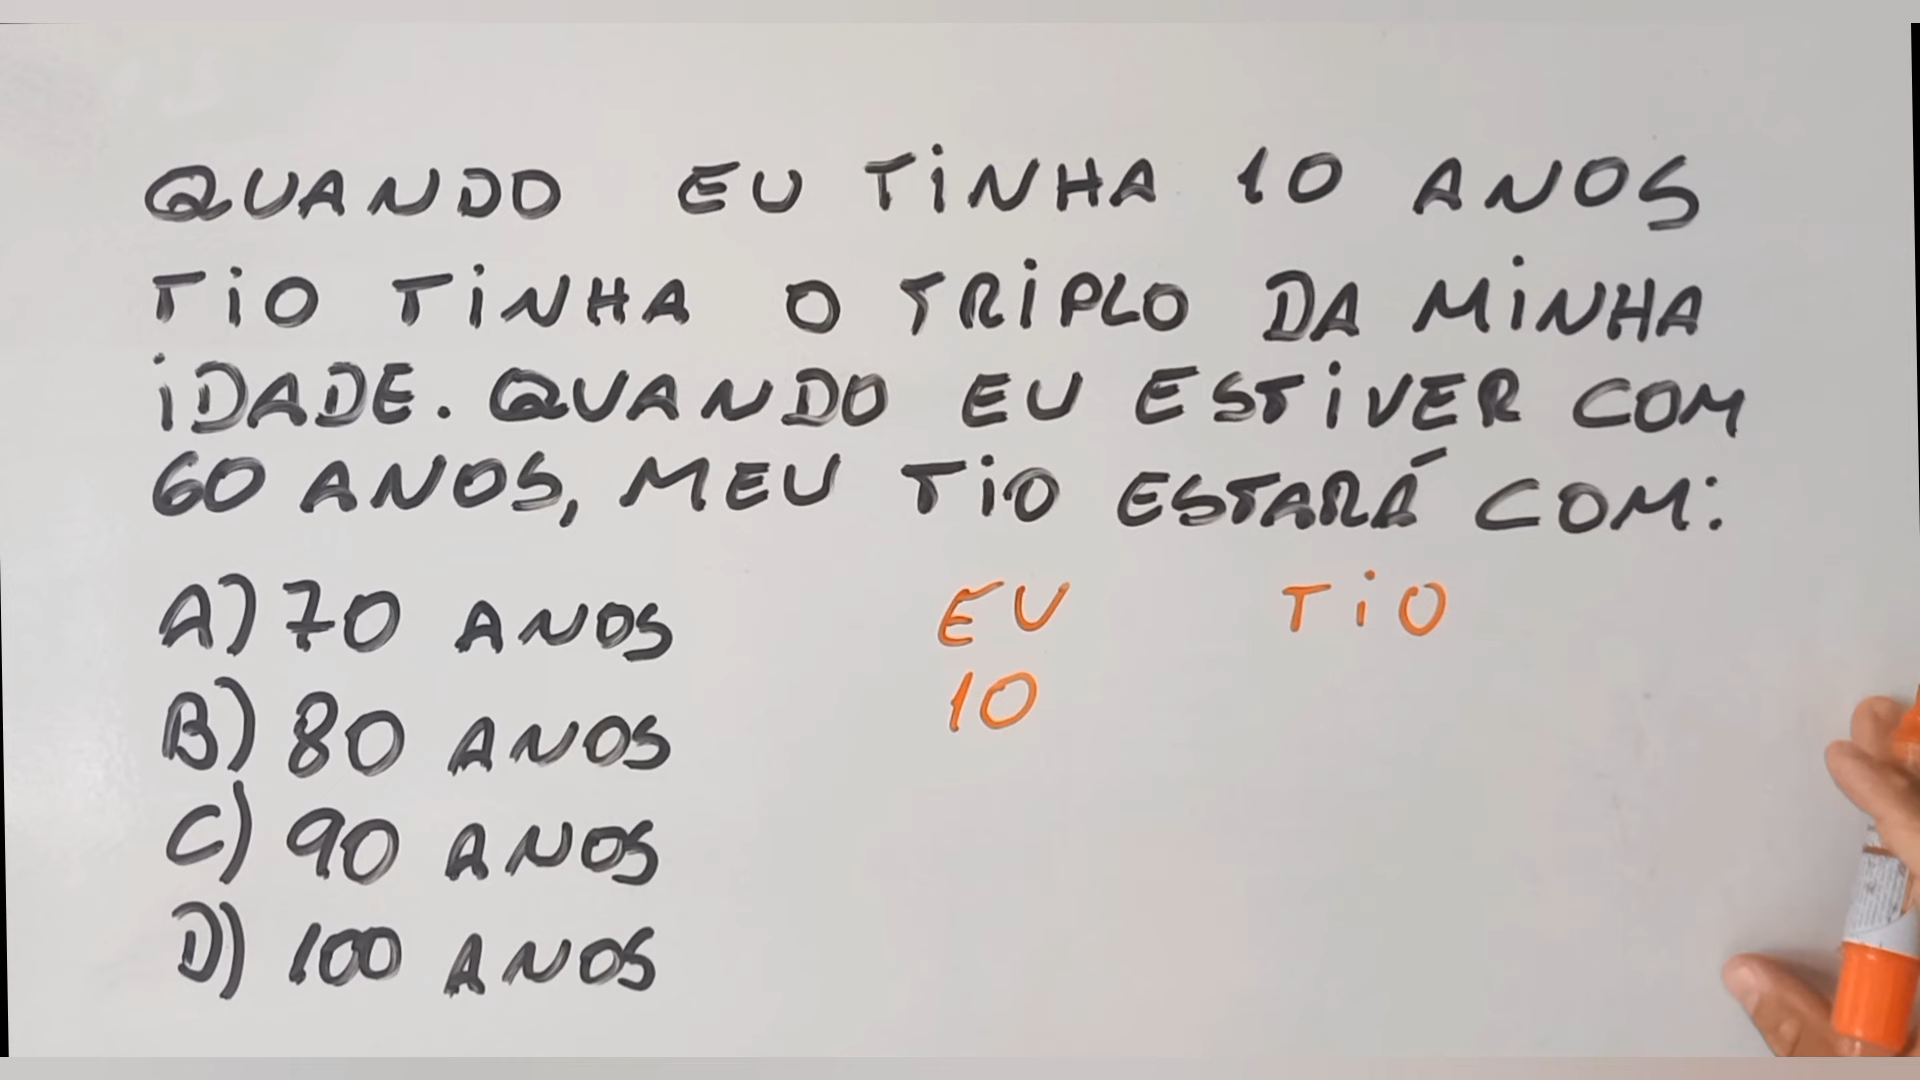 QUANDO EU TINHA 10 ANOS
TIO TINHA O TRIPLO DA MINHA
IDADE. QUANDO EU ESTIVER COM
60 ANOS, MEU TIO ESTARÁ COM:
A) 70 ANOS
B) 80 ANOS
C) 90 ANOS
D) 100 ANOS
EU TIO
10